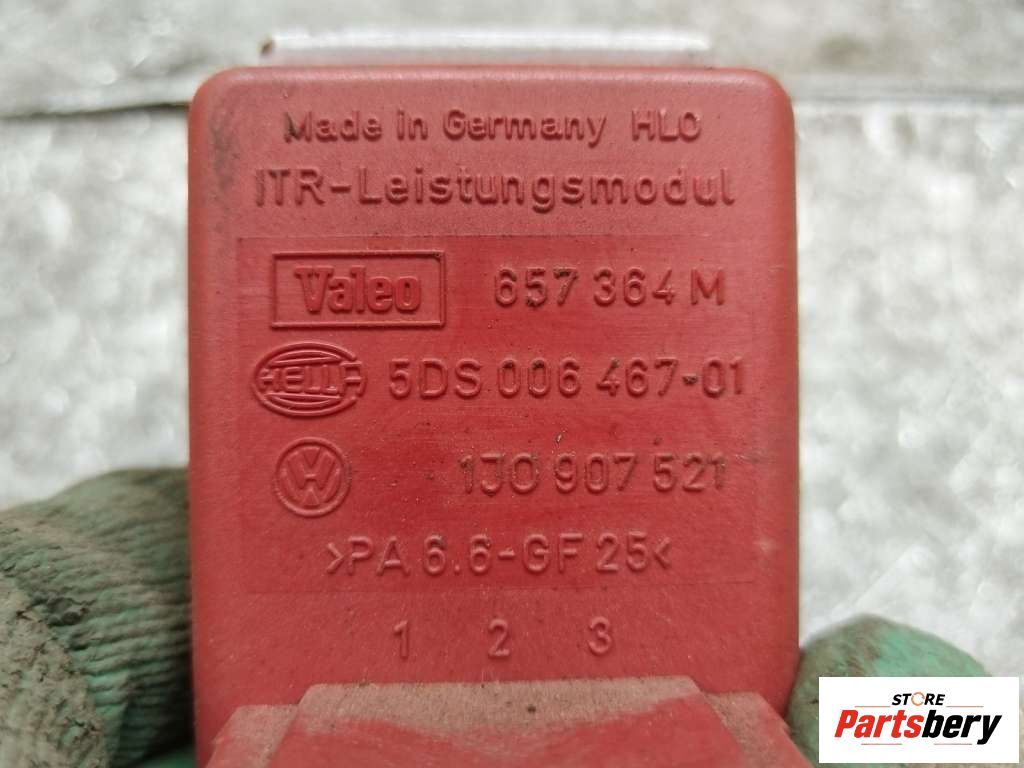 Made in Germany HLO
ITR-Leistungsmodul
Valeo 657 364 M
HELLA 5DS 006 467-01
VW 1J0 907 521
>PA 6.6-GF 25<
1 2 3
STORE
Partsbery